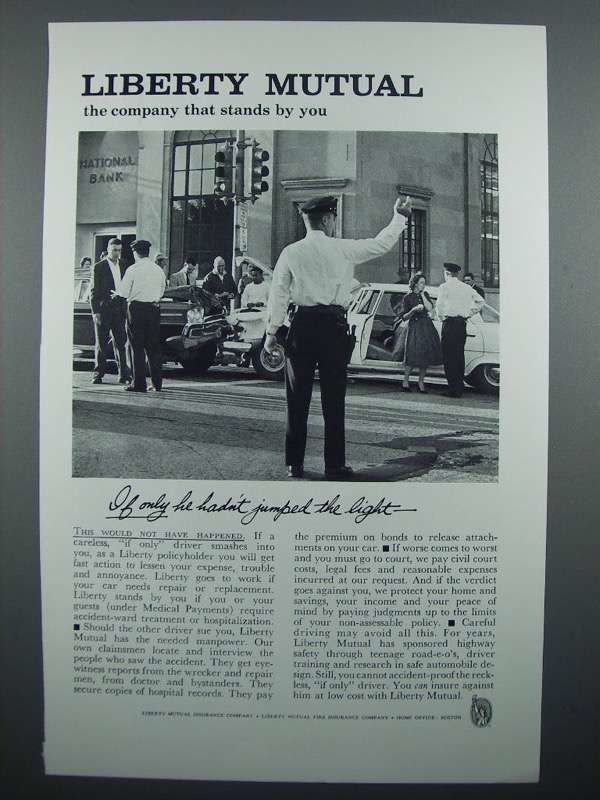 LIBERTY MUTUAL
the company that stands by you
NATIONAL
BANK
If only he hadn't jumped the light—
THIS WOULD NOT HAVE HAPPENED. If a
careless, "if only" driver smashes into
you, as a Liberty policyholder you will get
fast action to lessen your expense, trouble
and annoyance. Liberty goes to work if
your car needs repair or replacement.
Liberty stands by you if you or your
guests (under Medical Payments) require
accident-ward treatment or hospitalization.
■ Should the other driver sue you, Liberty
Mutual has the needed manpower. Our
own claimsmen locate and interview the
people who saw the accident. They get eye-
witness reports from the wrecker and repair
men, from doctor and bystanders. They
secure copies of hospital records. They pay
the premium on bonds to release attach-
ments on your car. ■ If worse comes to worst
and you must go to court, we pay civil court
costs, legal fees and reasonable expenses
incurred at our request. And if the verdict
goes against you, we protect your home and
savings, your income and your peace of
mind by paying judgments up to the limits
of your non-assessable policy. ■ Careful
driving may avoid all this. For years,
Liberty Mutual has sponsored highway
safety through teenage road-e-o's, driver
training and research in safe automobile de-
sign. Still, you cannot accident-proof the reck-
less, "if only" driver. You can insure against
him at low cost with Liberty Mutual.
LIBERTY MUTUAL INSURANCE COMPANY • LIBERTY MUTUAL FIRE INSURANCE COMPANY • HOME OFFICE: BOSTON